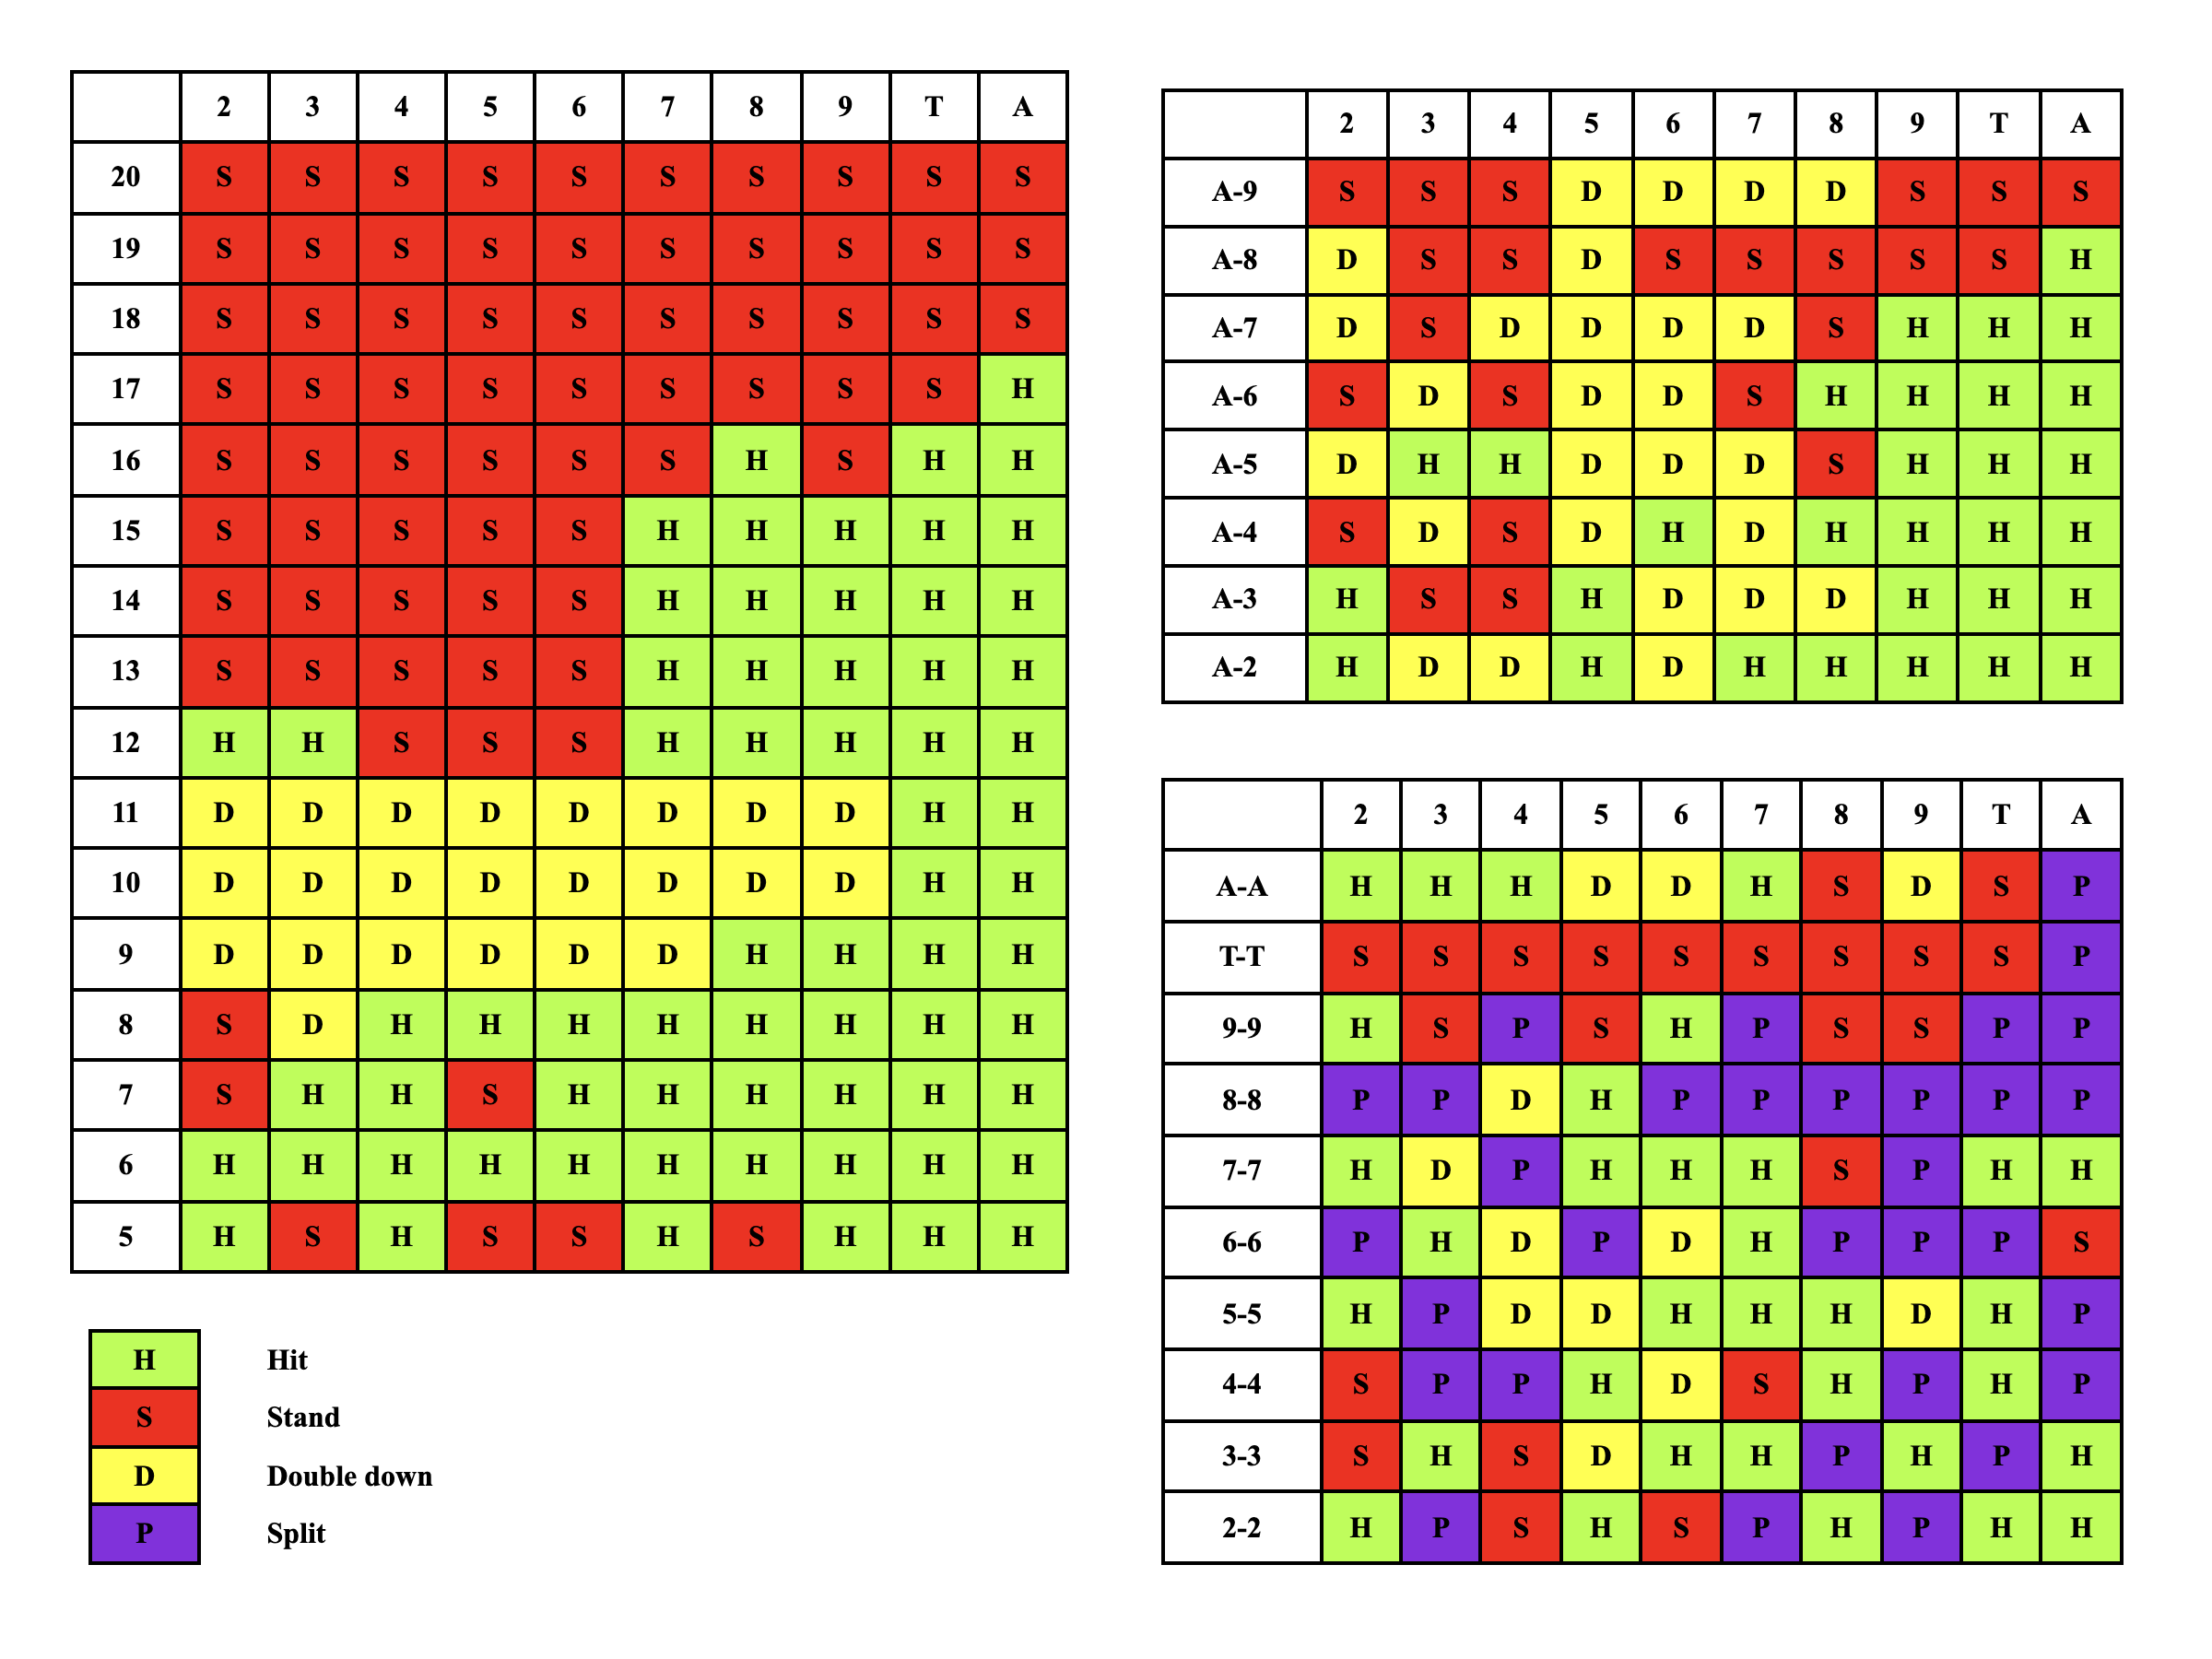 2 3 4 5 6 7 8 9 T A
20 S S S S S S S S S S
19 S S S S S S S S S S
18 S S S S S S S S S S
17 S S S S S S S S S H
16 S S S S S S H S H H
15 S S S S S H H H H H
14 S S S S S H H H H H
13 S S S S S H H H H H
12 H H S S S H H H H H
11 D D D D D D D D H H
10 D D D D D D D D H H
9 D D D D D D H H H H
8 S D H H H H H H H H
7 S H H S H H H H H H
6 H H H H H H H H H H
5 H S H S S H S H H H
H Hit
S Stand
D Double down
P Split
2 3 4 5 6 7 8 9 T A
A-9 S S S D D D D S S S
A-8 D S S D S S S S S H
A-7 D S D D D D S H H H
A-6 S D S D D S H H H H
A-5 D H H D D D S H H H
A-4 S D S D H D H H H H
A-3 H S S H D D D H H H
A-2 H D D H D H H H H H
2 3 4 5 6 7 8 9 T A
A-A H H H D D H S D S P
T-T S S S S S S S S S P
9-9 H S P S H P S S P P
8-8 P P D H P P P P P P
7-7 H D P H H H S P H H
6-6 P H D P D H P P P S
5-5 H P D D H H H D H P
4-4 S P P H D S H P H P
3-3 S H S D H H P H P H
2-2 H P S H S P H P H H